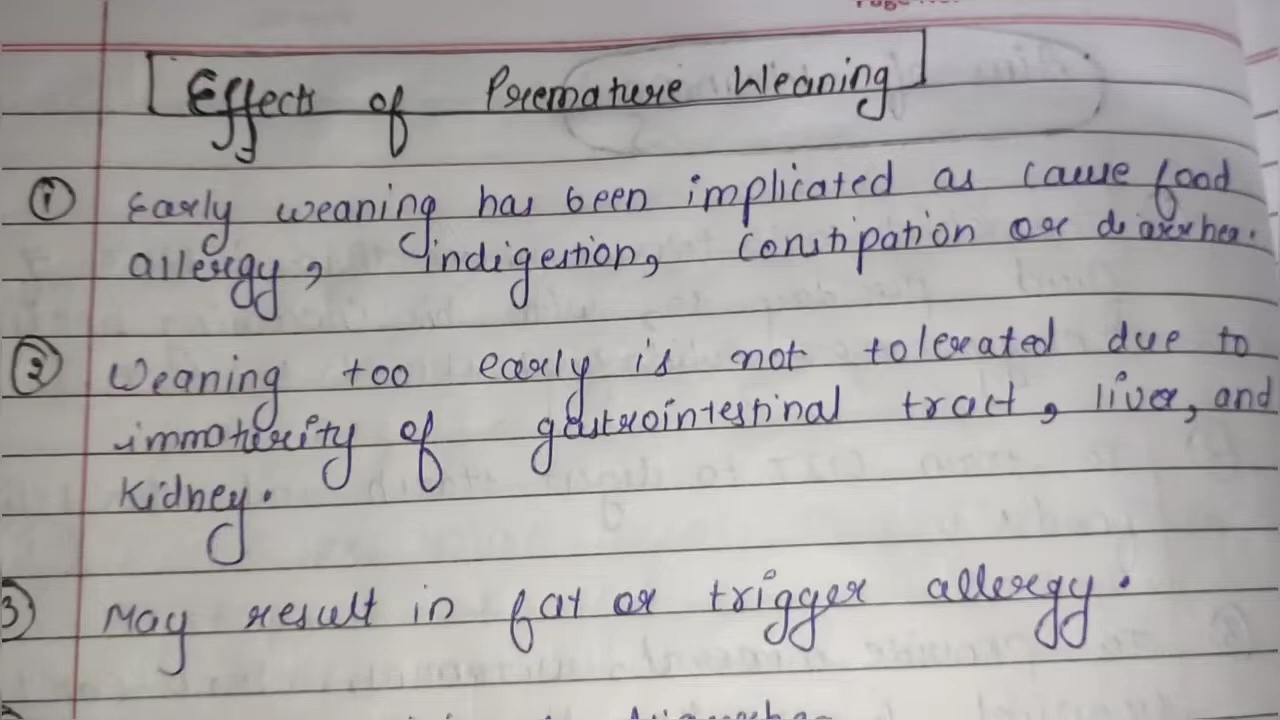 Effects of Premature Weaning
① Early weaning has been implicated as cause food
allergy, indigestion, constipation or diarrhea.
② Weaning too early is not tolerated due to
immaturity of gastrointestinal tract, liver, and
kidney.
③ May result in fat or trigger allergy.